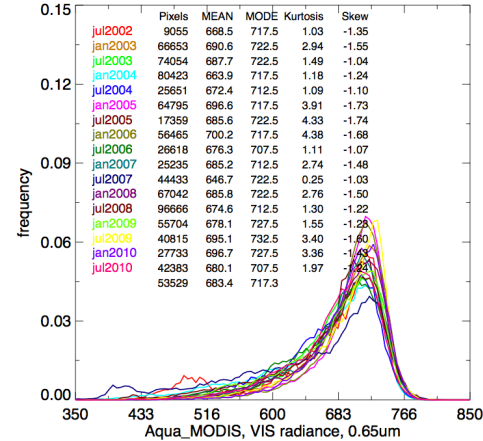 0.15
Pixels MEAN MODE Kurtosis Skew
jul2002 9055 668.5 717.5 1.03 -1.35
jan2003 66653 690.6 722.5 2.94 -1.55
jul2003 74054 687.7 722.5 1.49 -1.04
jan2004 80423 663.9 717.5 1.18 -1.24
0.12
jul2004 25651 672.4 712.5 1.09 -1.10
jan2005 64795 696.6 717.5 3.91 -1.73
jul2005 17359 685.6 722.5 4.33 -1.74
jan2006 56465 700.2 717.5 4.38 -1.68
jul2006 26618 676.3 707.5 1.11 -1.07
0.09
jan2007 25235 685.2 712.5 2.74 -1.48
jul2007 44433 646.7 722.5 0.25 -1.03
jan2008 67042 685.8 722.5 2.76 -1.50
jul2008 96666 674.6 712.5 1.30 -1.22
jan2009 55704 678.1 727.5 1.55 -1.28
jul2009 40815 695.1 732.5 3.40 -1.60
0.06
jan2010 27733 696.7 727.5 3.36 -1.43
jul2010 42383 680.1 707.5 1.97 -1.24
53529 683.4 717.3
0.03
0.00
frequency
350 433 516 600 683 766 850
Aqua_MODIS, VIS radiance, 0.65um